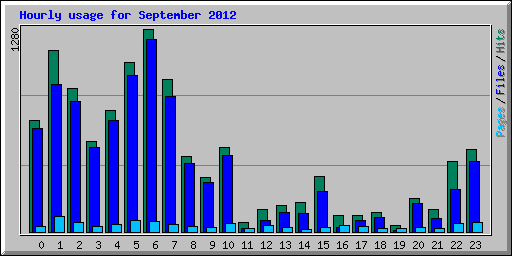 Hourly usage for September 2012
1280
Pages/Files/Hits
0 1 2 3 4 5 6 7 8 9 10 11 12 13 14 15 16 17 18 19 20 21 22 23